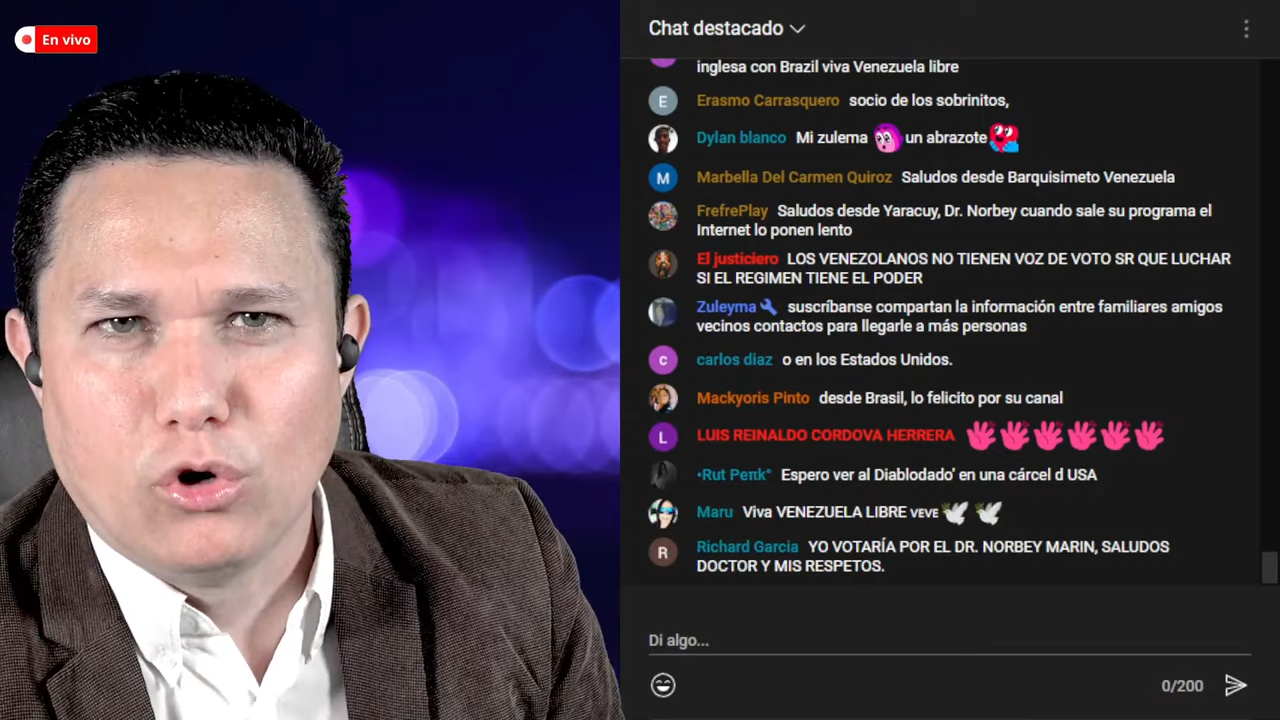 En vivo
Chat destacado
inglesa con Brazil viva Venezuela libre
E Erasmo Carrasquero socio de los sobrinitos,
Dylan blanco Mi zulema un abrazote
M Marbella Del Carmen Quiroz Saludos desde Barquisimeto Venezuela
FrefrePlay Saludos desde Yaracuy, Dr. Norbey cuando sale su programa el
Internet lo ponen lento
El justiciero LOS VENEZOLANOS NO TIENEN VOZ DE VOTO SR QUE LUCHAR
SI EL REGIMEN TIENE EL PODER
Zuleyma suscríbanse compartan la información entre familiares amigos
vecinos contactos para llegarle a más personas
c carlos diaz o en los Estados Unidos.
Mackyoris Pinto desde Brasil, lo felicito por su canal
L LUIS REINALDO CORDOVA HERRERA
•Rut Peπk° Espero ver al Diablodado' en una cárcel d USA
Maru Viva VENEZUELA LIBRE VEVE
R Richard Garcia YO VOTARÍA POR EL DR. NORBEY MARIN, SALUDOS
DOCTOR Y MIS RESPETOS.
Di algo...
0/200